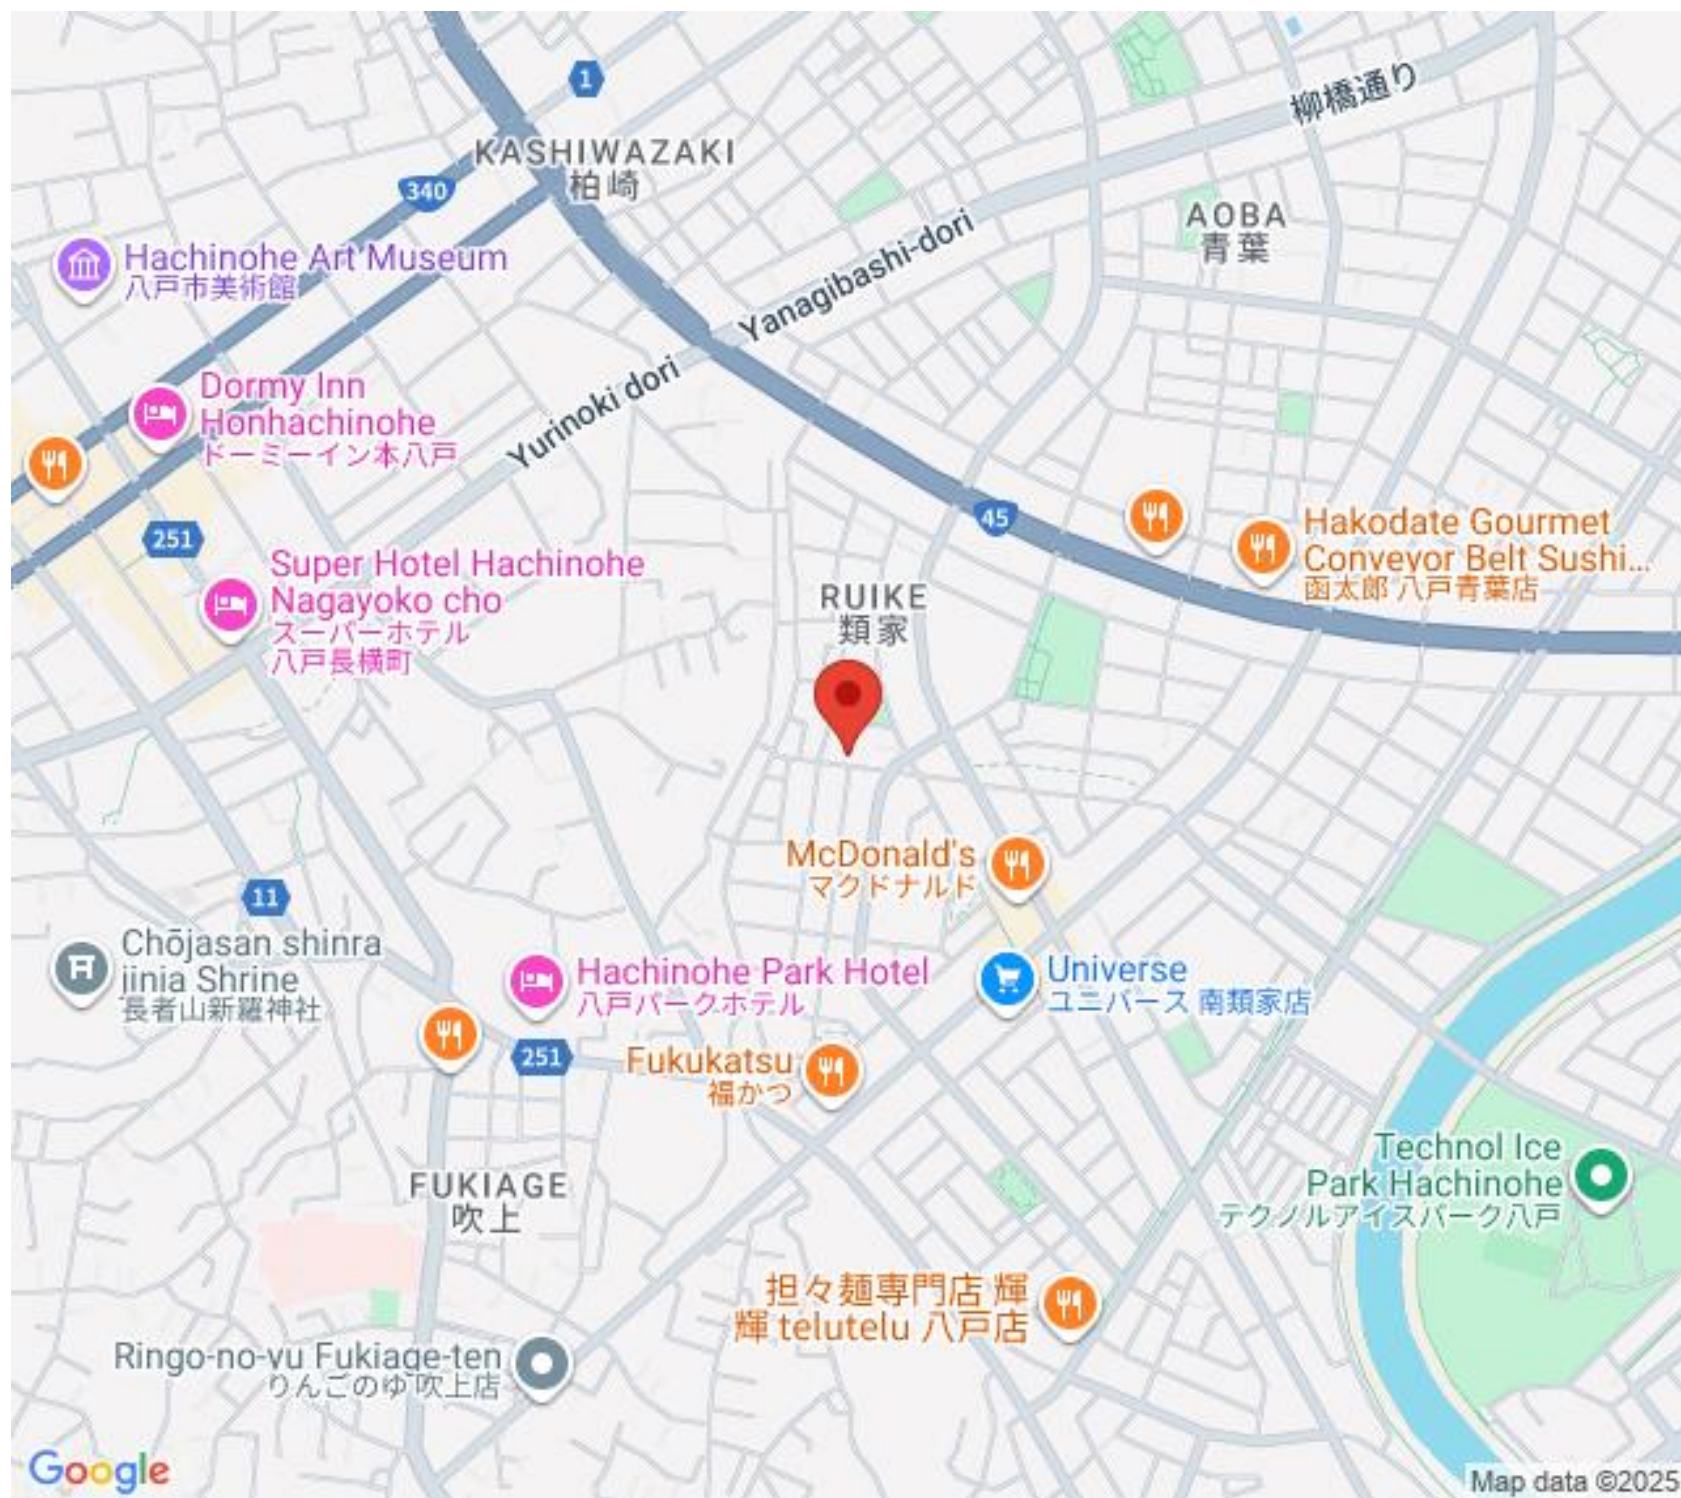 1
柳橋通り
KASHIWAZAKI
柏崎
340
AOBA
青葉
Hachinohe Art Museum
八戸市美術館
Yanagibashi-dori
Yurinoki dori
Dormy Inn
Honhachinohe
ドーミーイン本八戸
251
45
Hakodate Gourmet
Conveyor Belt Sushi...
函太郎 八戸青葉店
Super Hotel Hachinohe
Nagayoko cho
スーパーホテル
八戸長横町
RUIKE
類家
McDonald's
マクドナルド
11
Chōjasan shinra
jinja Shrine
長者山新羅神社
Hachinohe Park Hotel
八戸パークホテル
Universe
ユニバース 南類家店
251
Fukukatsu
福かつ
FUKIAGE
吹上
Technol Ice
Park Hachinohe
テクノルアイスパーク八戸
担々麺専門店 輝
輝 telutelu 八戸店
Ringo-no-yu Fukiage-ten
りんごのゆ 吹上店
Google
Map data ©2025